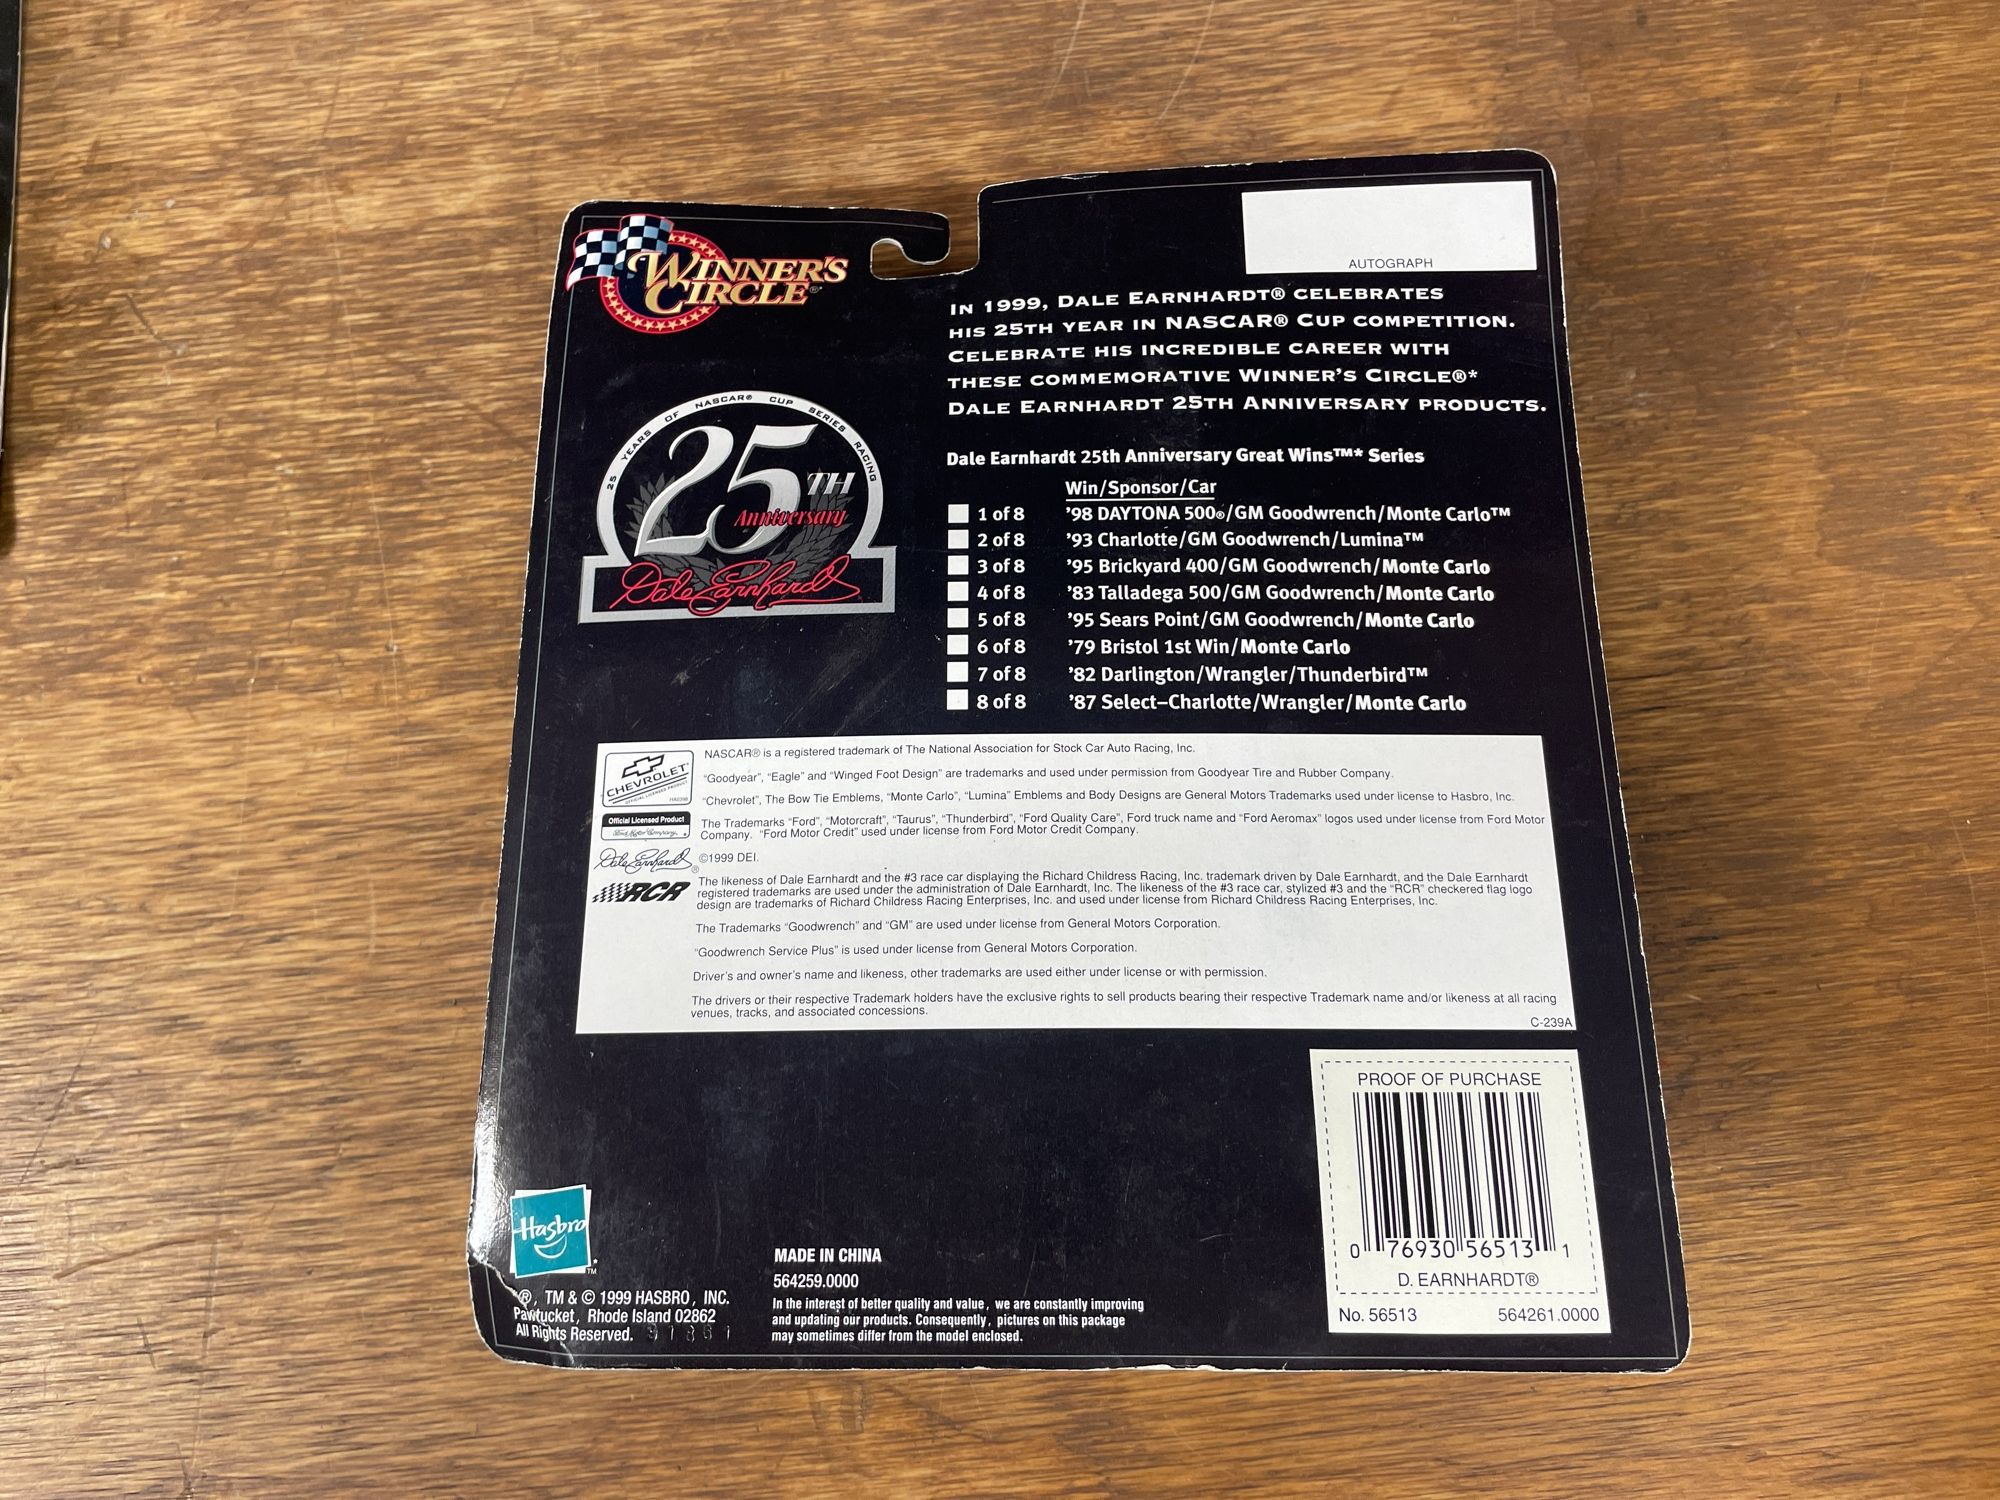 WINNER'S
CIRCLE®
AUTOGRAPH
IN 1999, DALE EARNHARDT® CELEBRATES
HIS 25TH YEAR IN NASCAR® CUP COMPETITION.
CELEBRATE HIS INCREDIBLE CAREER WITH
THESE COMMEMORATIVE WINNER'S CIRCLE®*
DALE EARNHARDT 25TH ANNIVERSARY PRODUCTS.
25 YEARS OF NASCAR® CUP SERIES RACING
25TH
Anniversary
Dale Earnhardt
Dale Earnhardt 25th Anniversary Great Wins™* Series
Win/Sponsor/Car
1 of 8 '98 DAYTONA 500®/GM Goodwrench/Monte Carlo™
2 of 8 '93 Charlotte/GM Goodwrench/Lumina™
3 of 8 '95 Brickyard 400/GM Goodwrench/Monte Carlo
4 of 8 '83 Talladega 500/GM Goodwrench/Monte Carlo
5 of 8 '95 Sears Point/GM Goodwrench/Monte Carlo
6 of 8 '79 Bristol 1st Win/Monte Carlo
7 of 8 '82 Darlington/Wrangler/Thunderbird™
8 of 8 '87 Select–Charlotte/Wrangler/Monte Carlo
CHEVROLET
OFFICIAL LICENSED PRODUCT
NASCAR® is a registered trademark of The National Association for Stock Car Auto Racing, Inc.
"Goodyear", "Eagle" and "Winged Foot Design" are trademarks and used under permission from Goodyear Tire and Rubber Company.
"Chevrolet", The Bow Tie Emblems, "Monte Carlo", "Lumina" Emblems and Body Designs are General Motors Trademarks used under license to Hasbro, Inc.
Official Licensed Product
Ford Motor Company,
The Trademarks "Ford", "Motorcraft", "Taurus", "Thunderbird", "Ford Quality Care", Ford truck name and "Ford Aeromax" logos used under license from Ford Motor
Company. "Ford Motor Credit" used under license from Ford Motor Credit Company.
Dale Earnhardt® ©1999 DEI.
RCR
The likeness of Dale Earnhardt and the #3 race car displaying the Richard Childress Racing, Inc. trademark driven by Dale Earnhardt, and the Dale Earnhardt
registered trademarks are used under the administration of Dale Earnhardt, Inc. The likeness of the #3 race car, stylized #3 and the "RCR" checkered flag logo
design are trademarks of Richard Childress Racing Enterprises, Inc. and used under license from Richard Childress Racing Enterprises, Inc.
The Trademarks "Goodwrench" and "GM" are used under license from General Motors Corporation.
"Goodwrench Service Plus" is used under license from General Motors Corporation.
Driver's and owner's name and likeness, other trademarks are used either under license or with permission.
The drivers or their respective Trademark holders have the exclusive rights to sell products bearing their respective Trademark name and/or likeness at all racing
venues, tracks, and associated concessions.
C-239A
PROOF OF PURCHASE
0 76930 56513 1
D. EARNHARDT®
No. 56513 564261.0000
Hasbro
™
*®, TM & © 1999 HASBRO, INC.
Pawtucket, Rhode Island 02862
All Rights Reserved.
MADE IN CHINA
564259.0000
In the interest of better quality and value, we are constantly improving
and updating our products. Consequently, pictures on this package
may sometimes differ from the model enclosed.